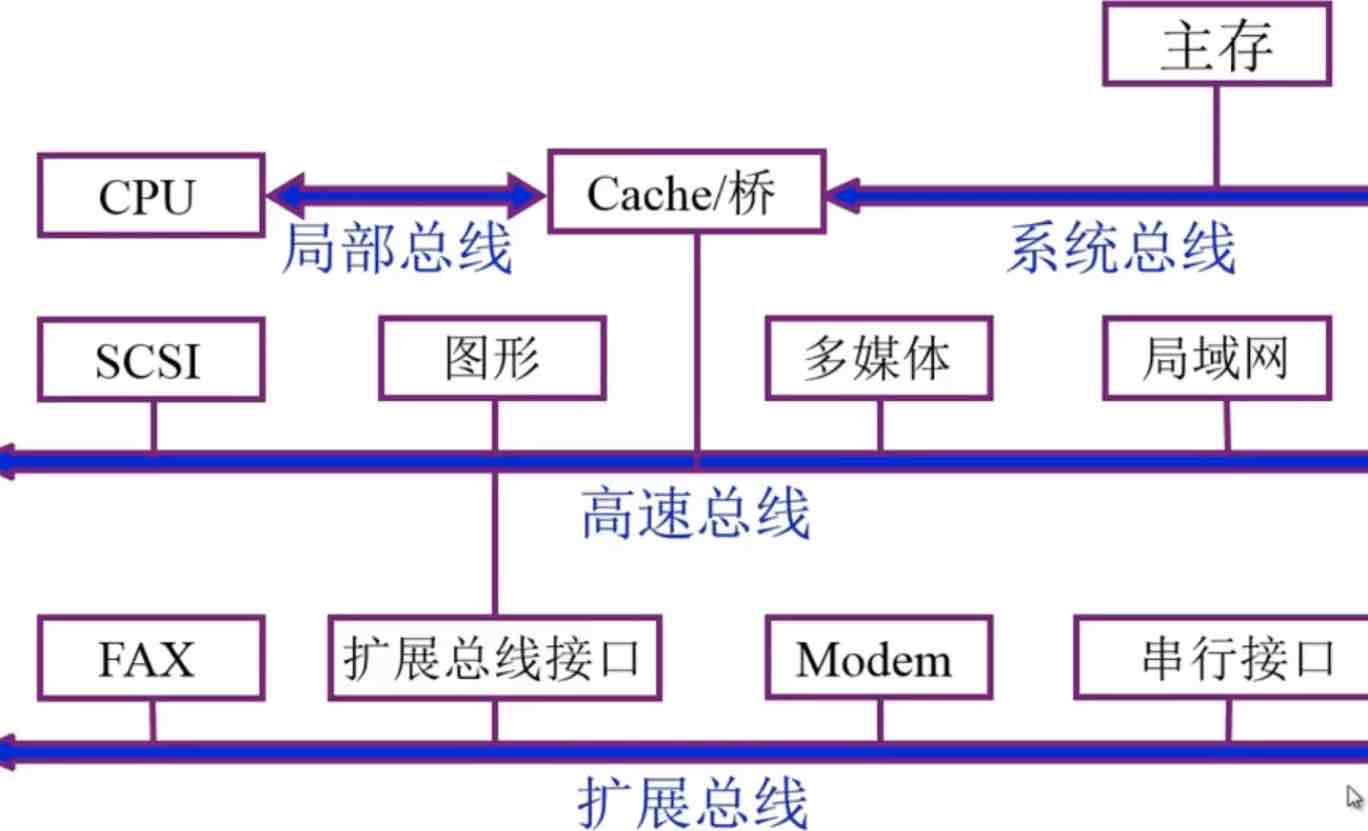 主存
CPU
Cache/桥
局部总线
系统总线
SCSI
图形
多媒体
局域网
高速总线
FAX
扩展总线接口
Modem
串行接口
扩展总线